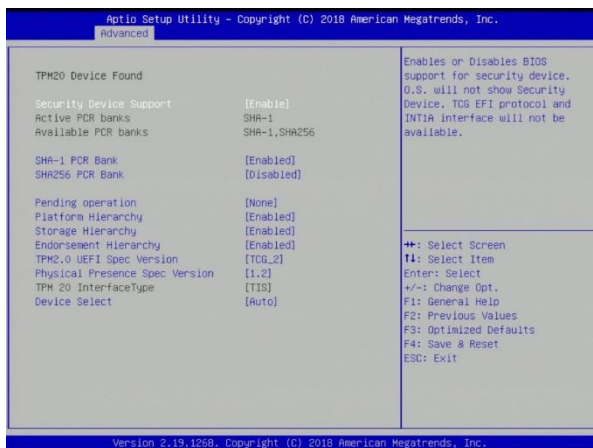 Aptio Setup Utility – Copyright (C) 2018 American Megatrends, Inc.
Advanced
TPM20 Device Found
Security Device Support [Enable]
Active PCR banks SHA-1
Available PCR banks SHA-1,SHA256
SHA-1 PCR Bank [Enabled]
SHA256 PCR Bank [Disabled]
Pending operation [None]
Platform Hierarchy [Enabled]
Storage Hierarchy [Enabled]
Endorsement Hierarchy [Enabled]
TPM2.0 UEFI Spec Version [TCG_2]
Physical Presence Spec Version [1.2]
TPM 20 InterfaceType [TIS]
Device Select [Auto]
Enables or Disables BIOS
support for security device.
O.S. will not show Security
Device. TCG EFI protocol and
INT1A interface will not be
available.
→←: Select Screen
↑↓: Select Item
Enter: Select
+/-: Change Opt.
F1: General Help
F2: Previous Values
F3: Optimized Defaults
F4: Save & Reset
ESC: Exit
Version 2.19.1268. Copyright (C) 2018 American Megatrends, Inc.